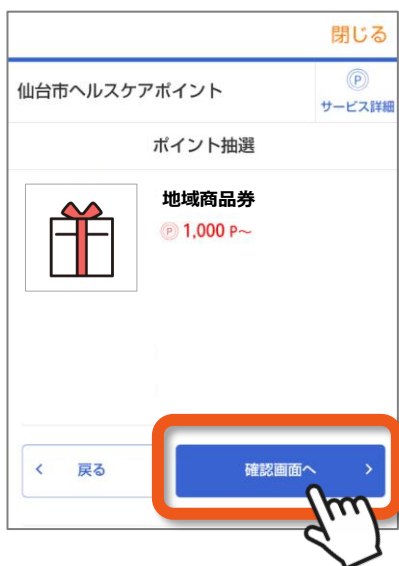 閉じる
仙台市ヘルスケアポイント
Ⓟ
サービス詳細
ポイント抽選
地域商品券
Ⓟ 1,000 P～
< 戻る
確認画面へ >